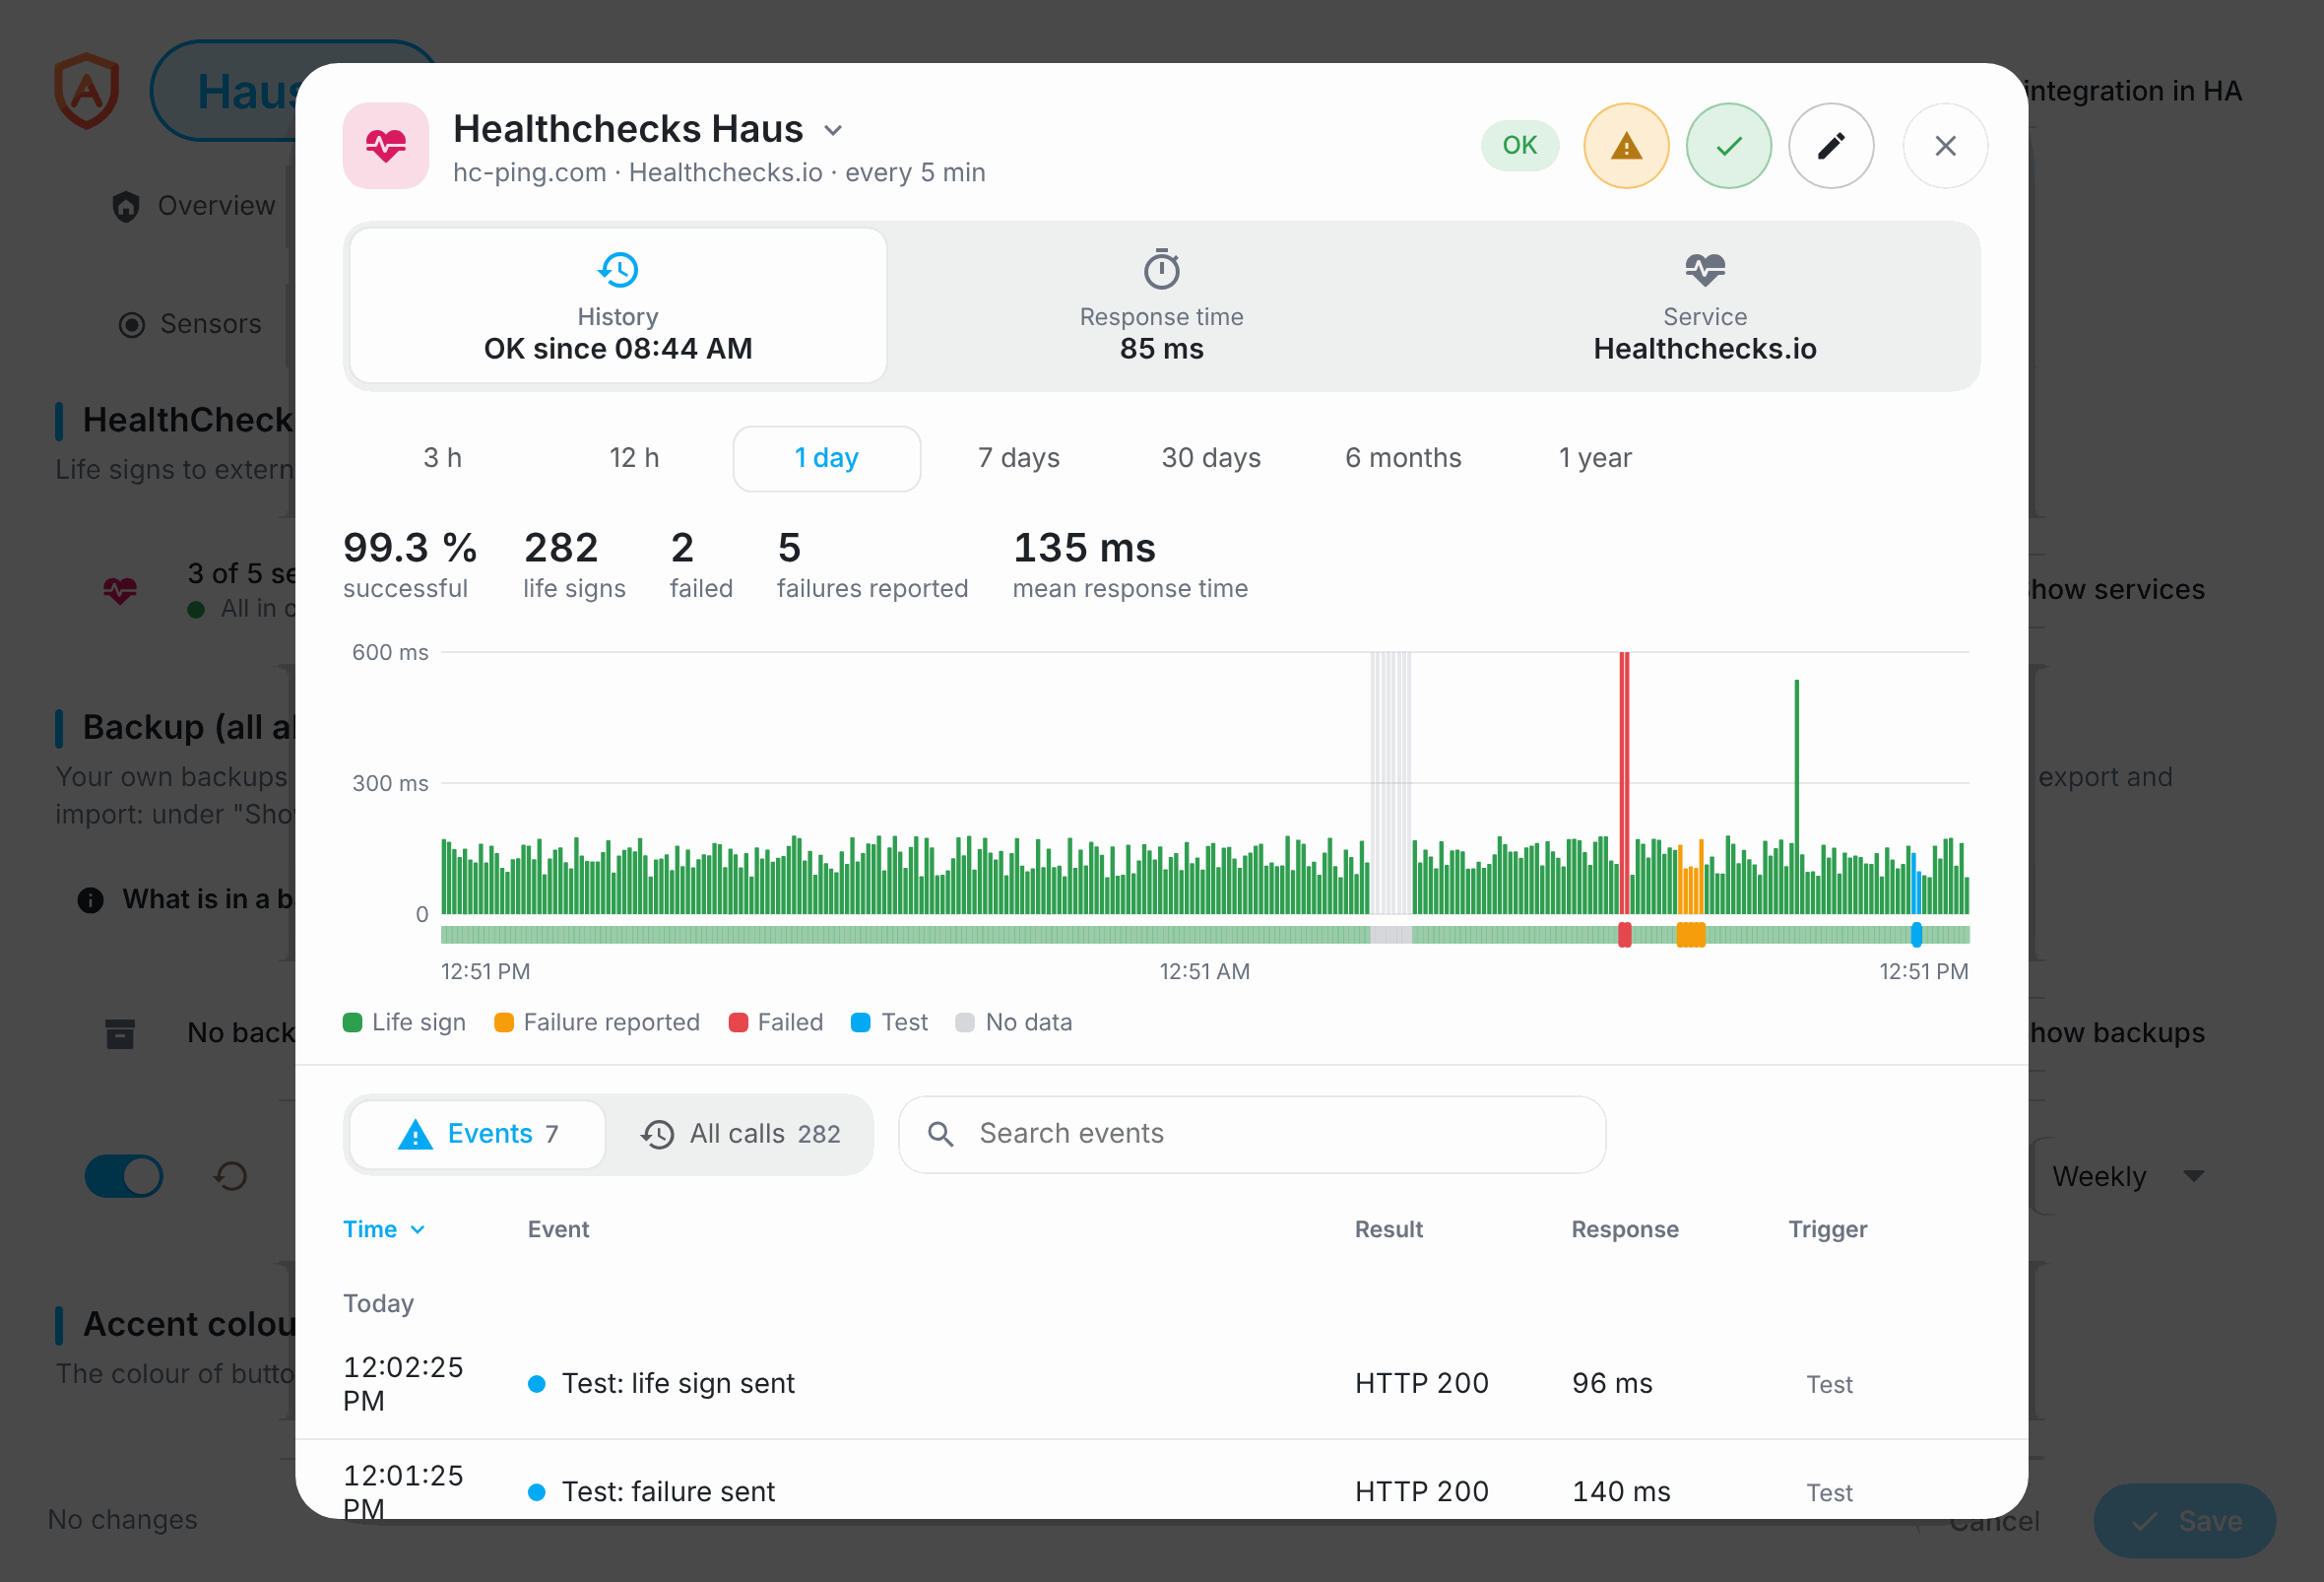 Haus
integration in HA
Healthchecks Haus
hc-ping.com · Healthchecks.io · every 5 min
OK
Overview
Sensors
History
OK since 08:44 AM
Response time
85 ms
Service
Healthchecks.io
HealthCheck
Life signs to extern
3 h
12 h
1 day
7 days
30 days
6 months
1 year
99.3 %
successful
282
life signs
2
failed
5
failures reported
135 ms
mean response time
3 of 5 se
All in o
how services
600 ms
300 ms
0
12:51 PM
12:51 AM
12:51 PM
Backup (all a
Your own backups
import: under "Sho
export and
What is in a b
Life sign
Failure reported
Failed
Test
No data
No back
how backups
Events 7
All calls 282
Search events
Weekly
Time
Event
Result
Response
Trigger
Today
Accent colou
The colour of butto
12:02:25 PM
Test: life sign sent
HTTP 200
96 ms
Test
12:01:25 PM
Test: failure sent
HTTP 200
140 ms
Test
No changes
Cancel
Save